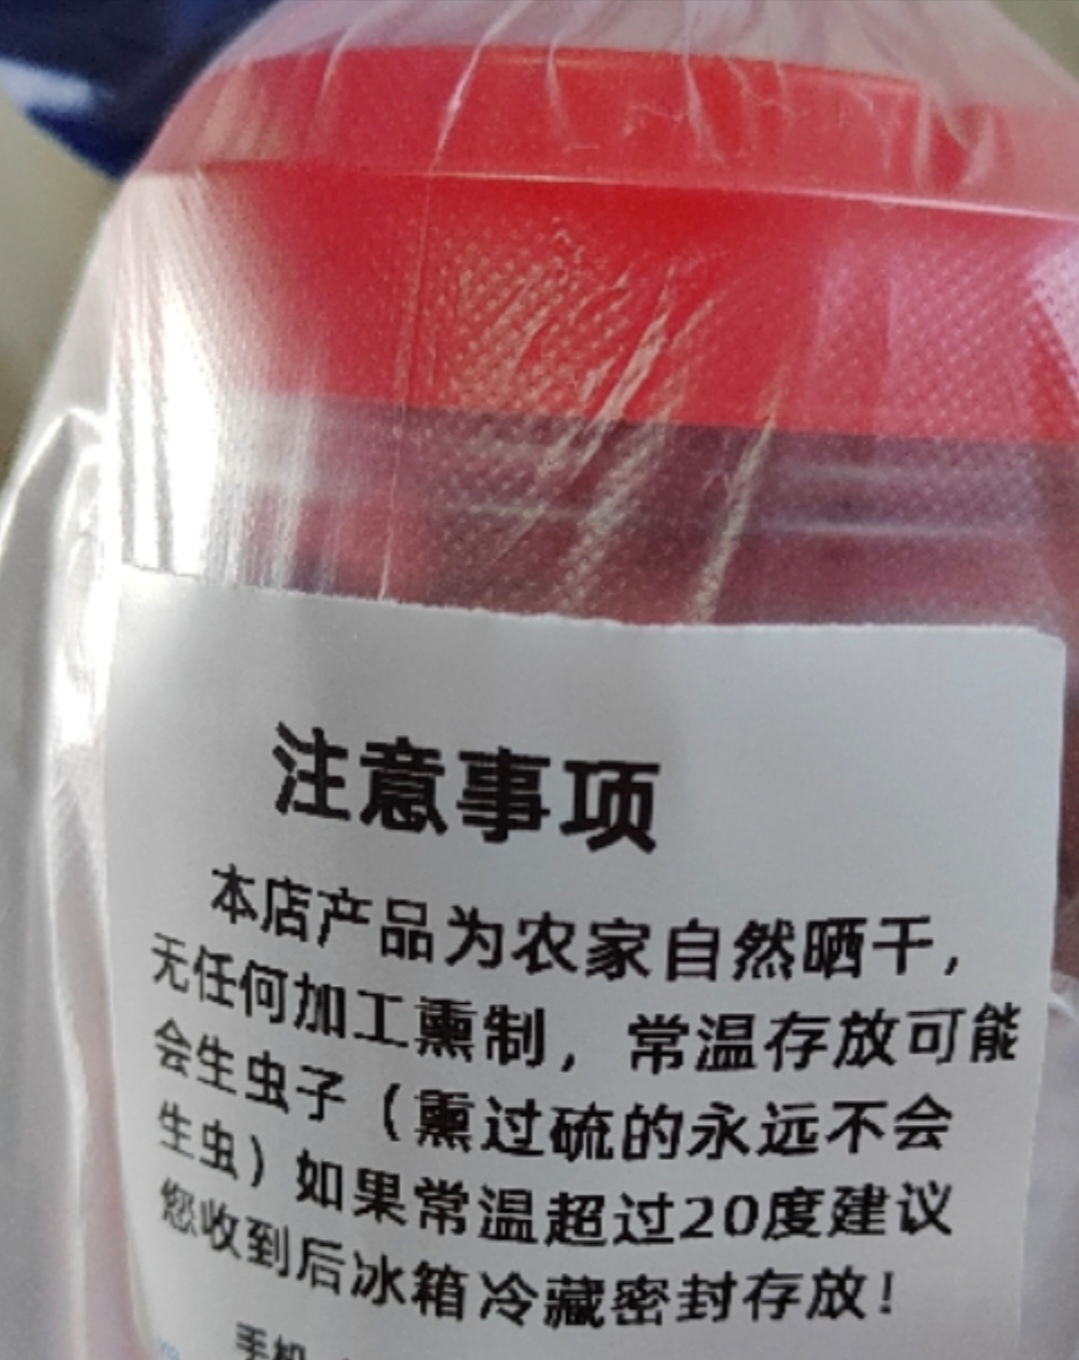 注意事项
本店产品为农家自然晒干，
无任何加工熏制，常温存放可能
会生虫子（熏过硫的永远不会
生虫）如果常温超过20度建议
您收到后冰箱冷藏密封存放！
手机